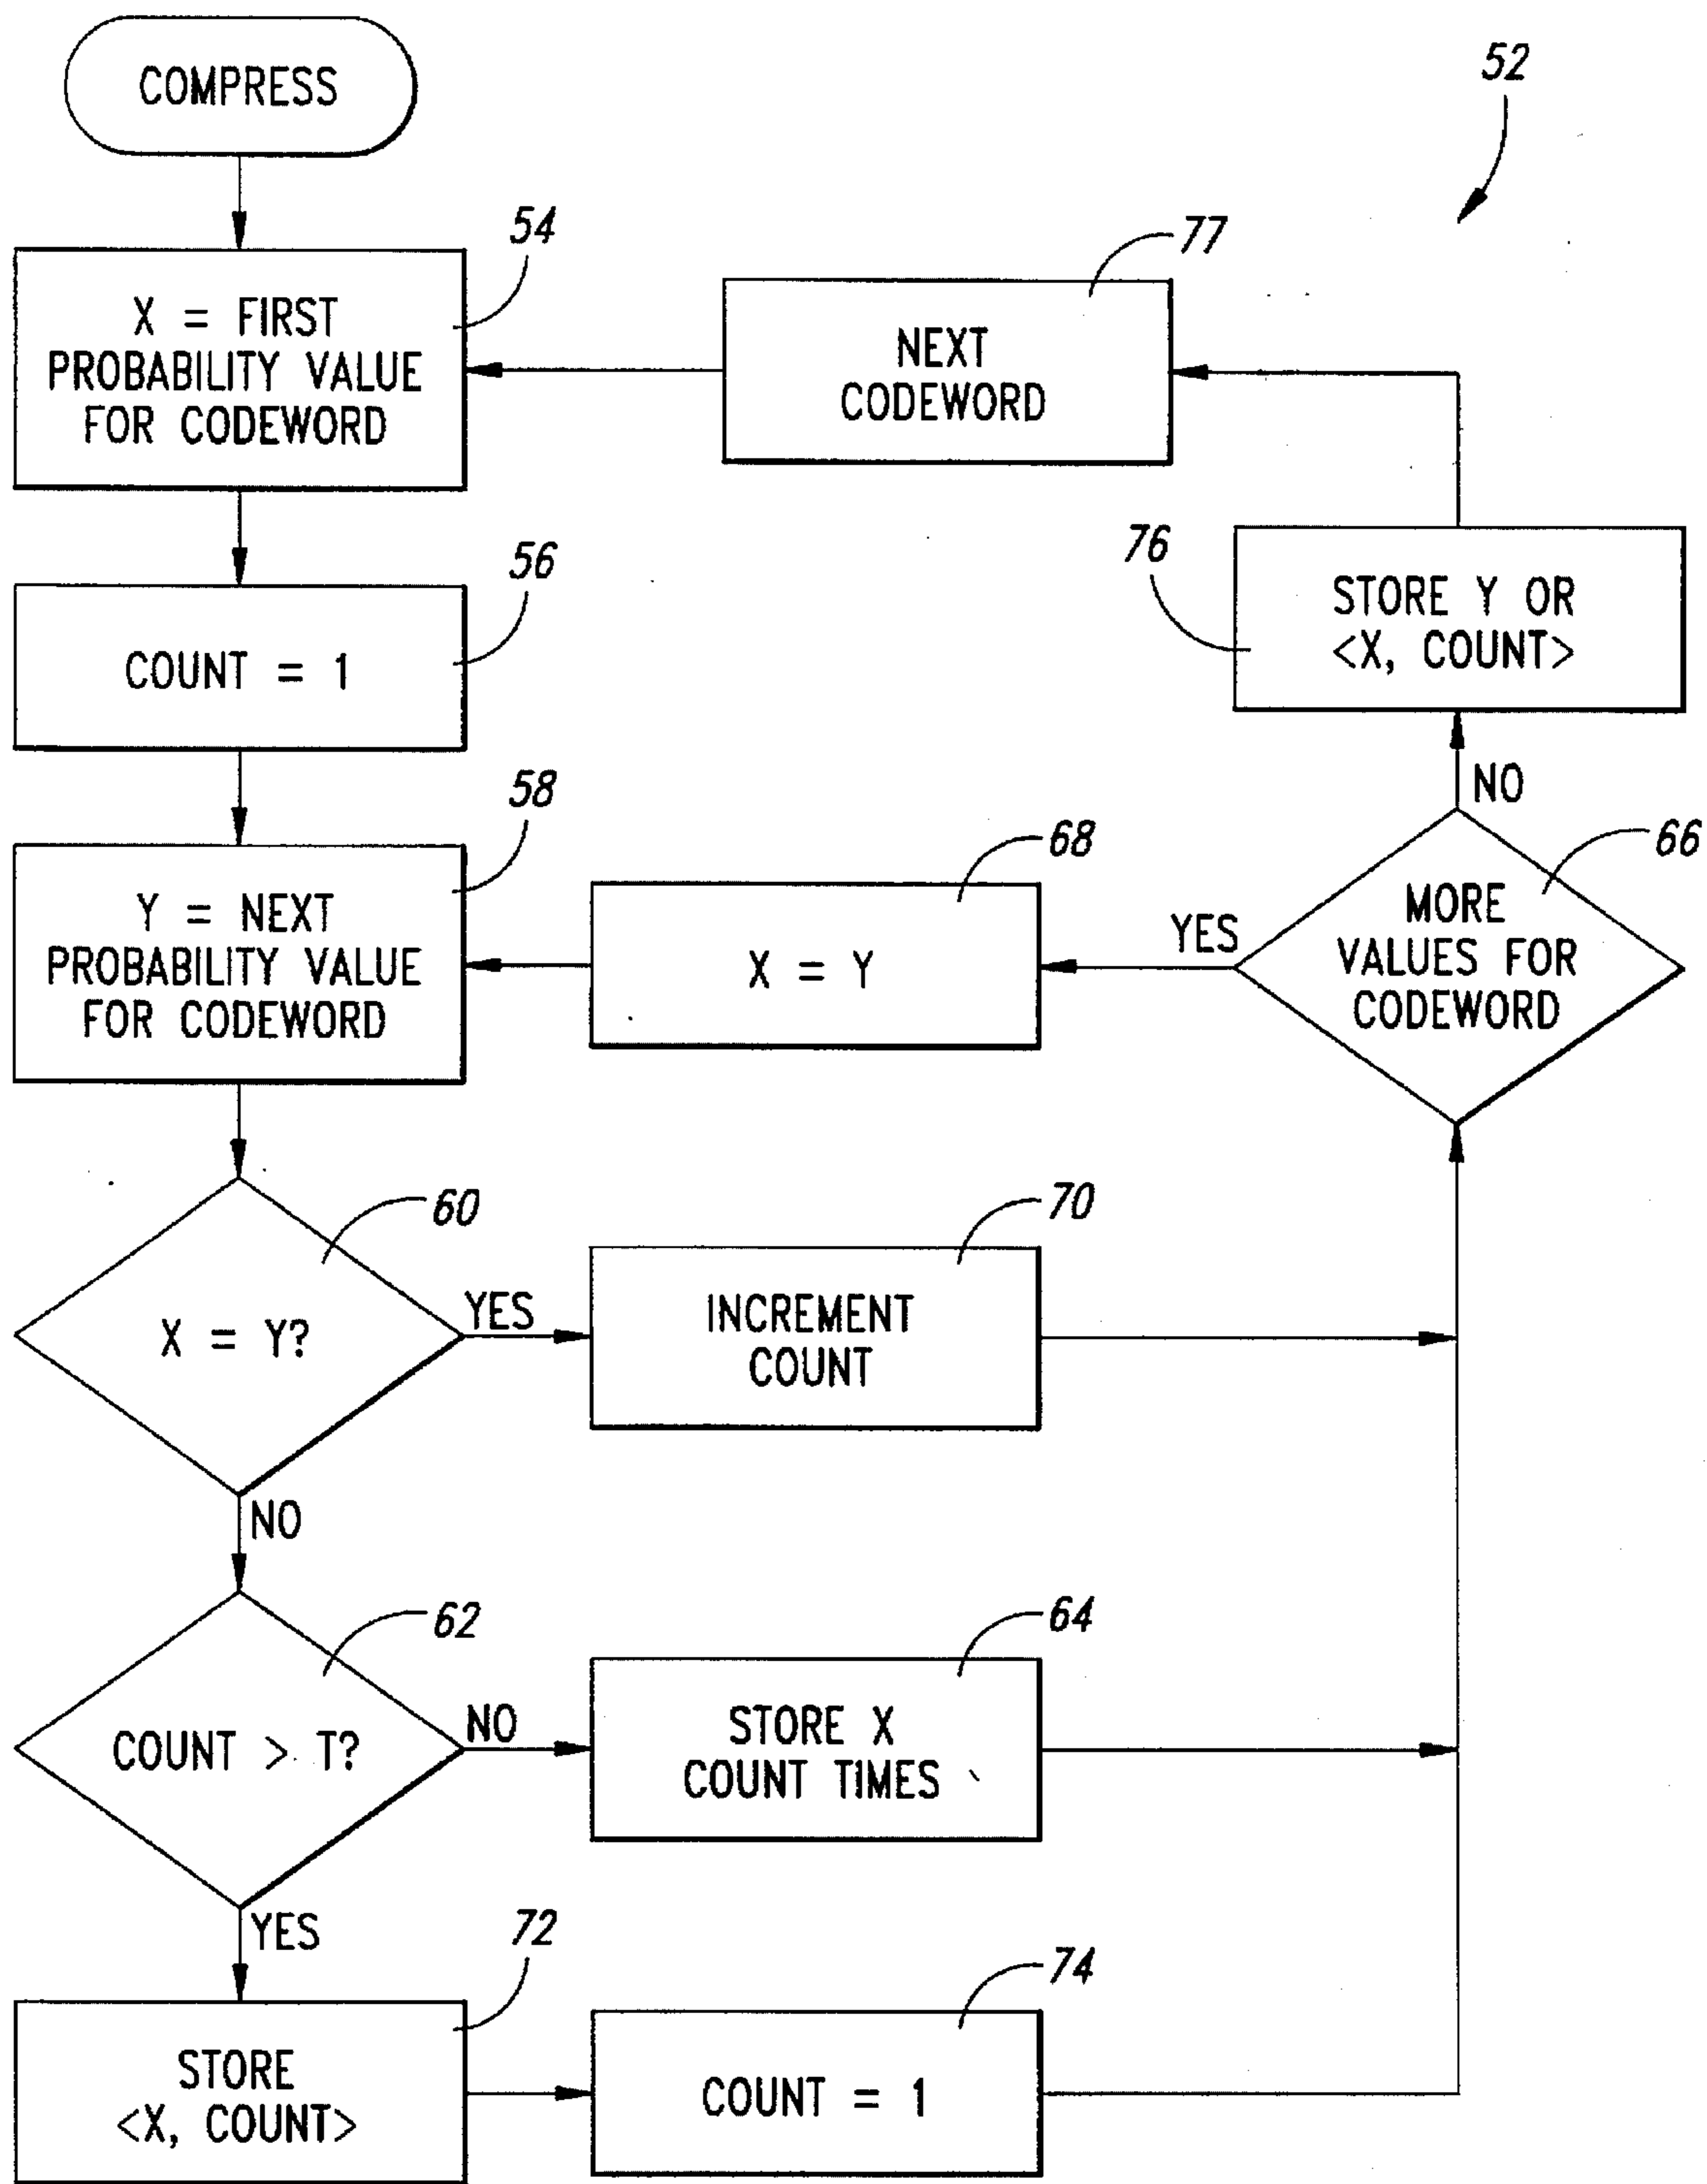 COMPRESS
52
54
X = FIRST
PROBABILITY VALUE
FOR CODEWORD
77
NEXT
CODEWORD
56
COUNT = 1
76
STORE Y OR
<X, COUNT>
NO
58
Y = NEXT
PROBABILITY VALUE
FOR CODEWORD
68
X = Y
YES
66
MORE
VALUES FOR
CODEWORD
60
X = Y?
YES
70
INCREMENT
COUNT
NO
62
COUNT > T?
NO
64
STORE X
COUNT TIMES
YES
72
STORE
<X, COUNT>
74
COUNT = 1